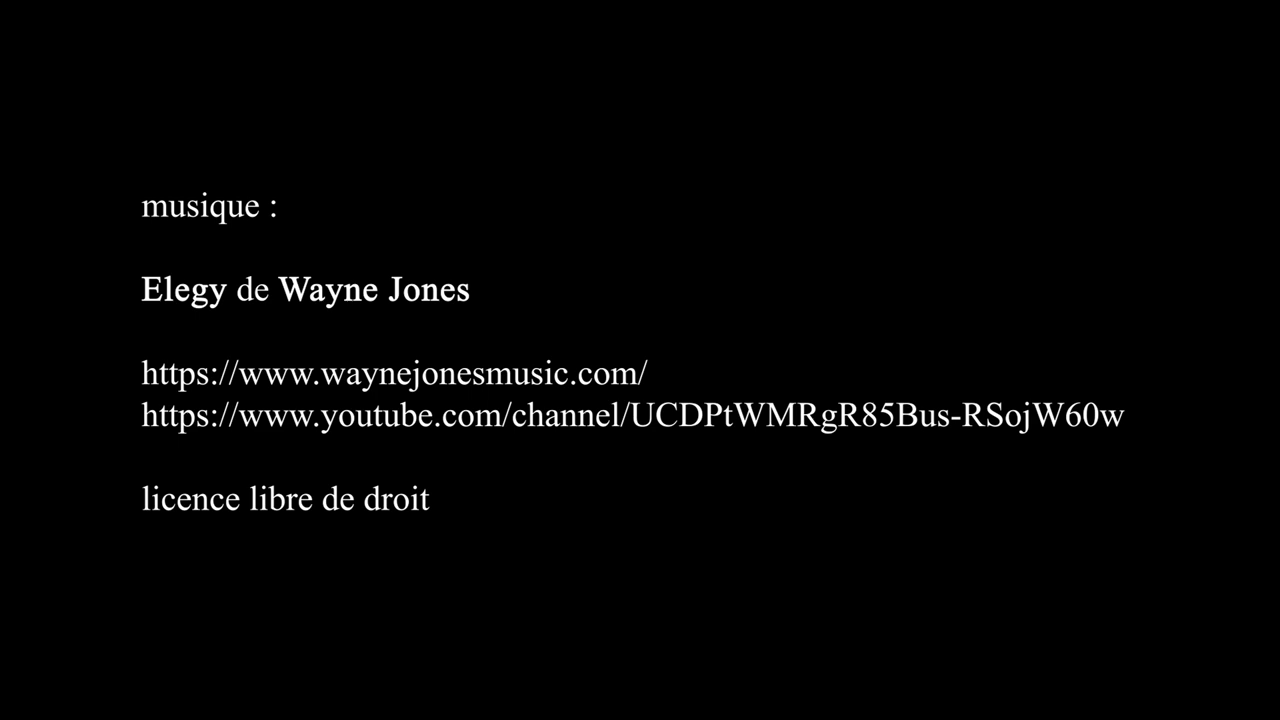 musique :
Elegy de Wayne Jones
https://www.waynejonesmusic.com/
https://www.youtube.com/channel/UCDPtWMRgR85Bus-RSojW60w
licence libre de droit